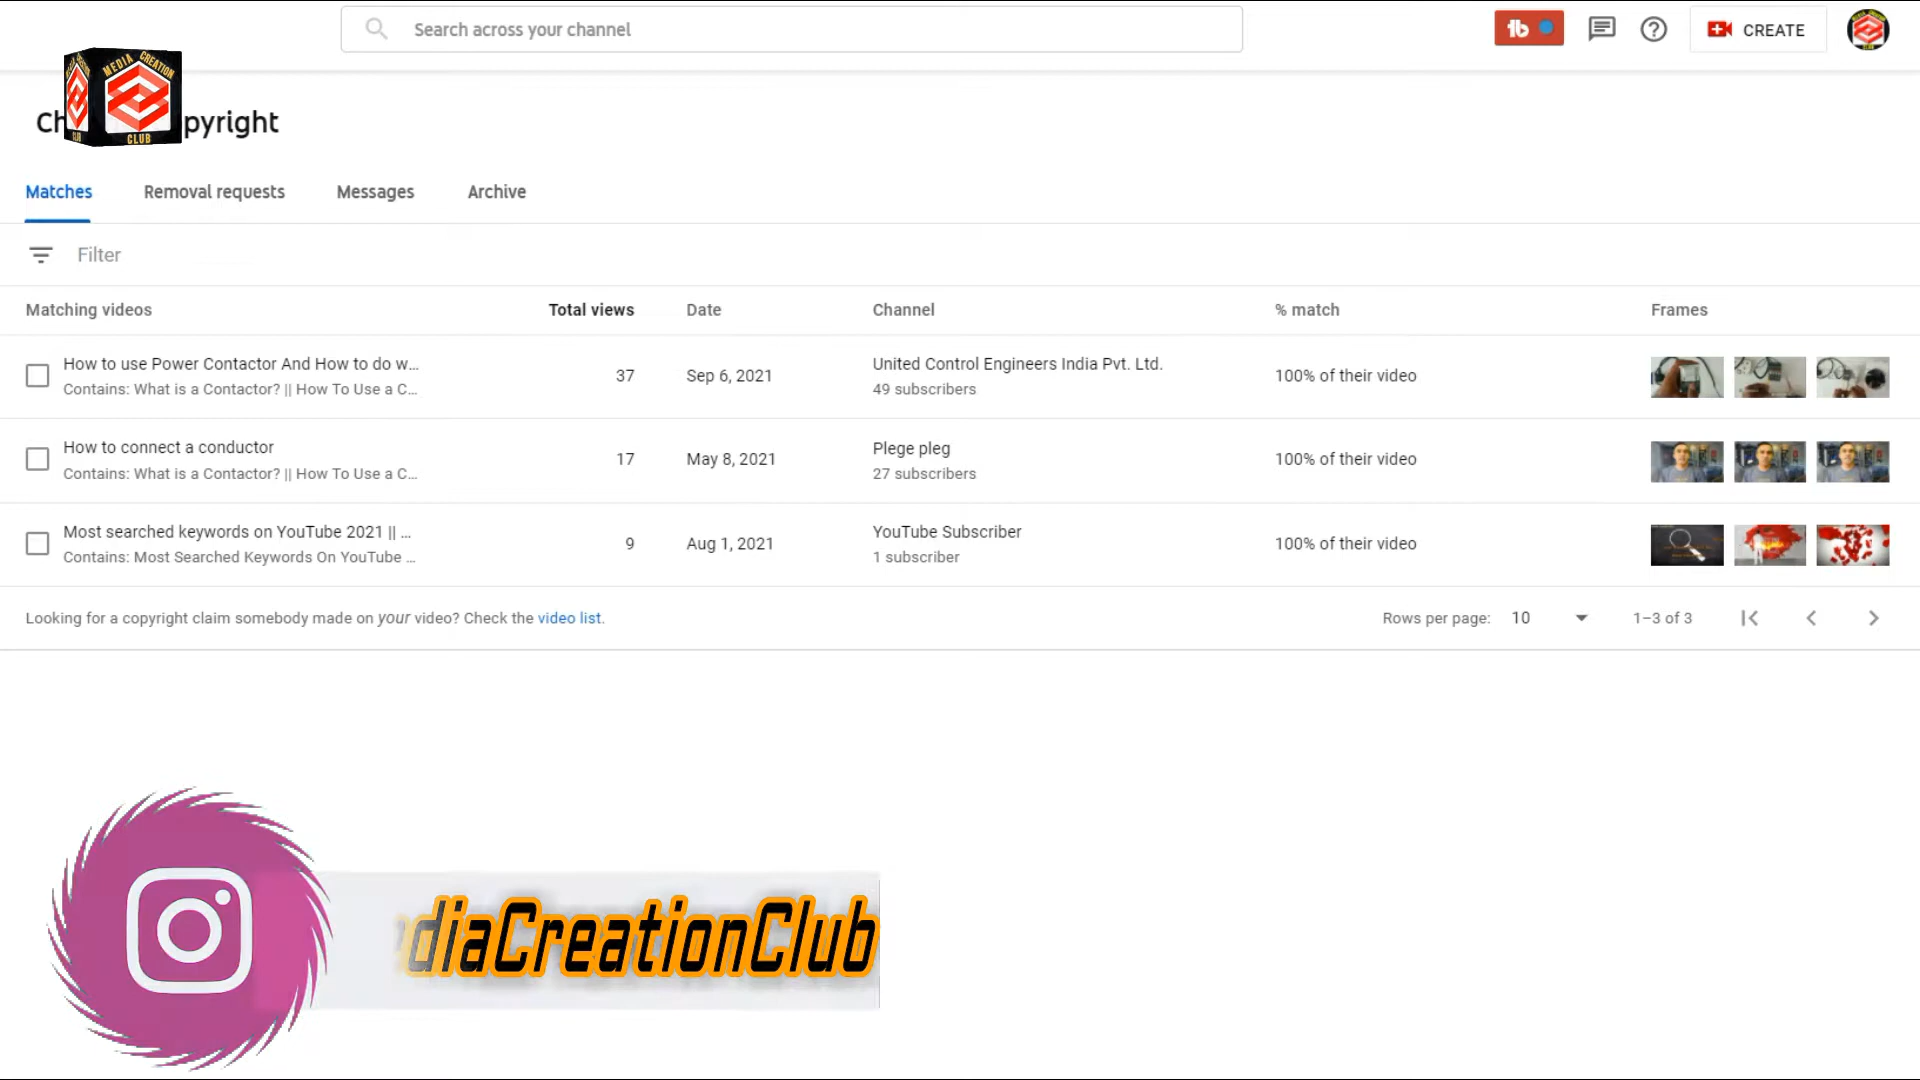 Search across your channel
CREATE
MEDIA CREATION
CLUB
pyright
Matches
Removal requests
Messages
Archive
Filter
Matching videos
Total views
Date
Channel
% match
Frames
How to use Power Contactor And How to do w...
Contains: What is a Contactor? || How To Use a C...
37
Sep 6, 2021
United Control Engineers India Pvt. Ltd.
49 subscribers
100% of their video
How to connect a conductor
Contains: What is a Contactor? || How To Use a C...
17
May 8, 2021
Plege pleg
27 subscribers
100% of their video
Most searched keywords on YouTube 2021 || ...
Contains: Most Searched Keywords On YouTube ...
9
Aug 1, 2021
YouTube Subscriber
1 subscriber
100% of their video
Looking for a copyright claim somebody made on your video? Check the video list.
Rows per page:
10
1–3 of 3
diaCreationClub